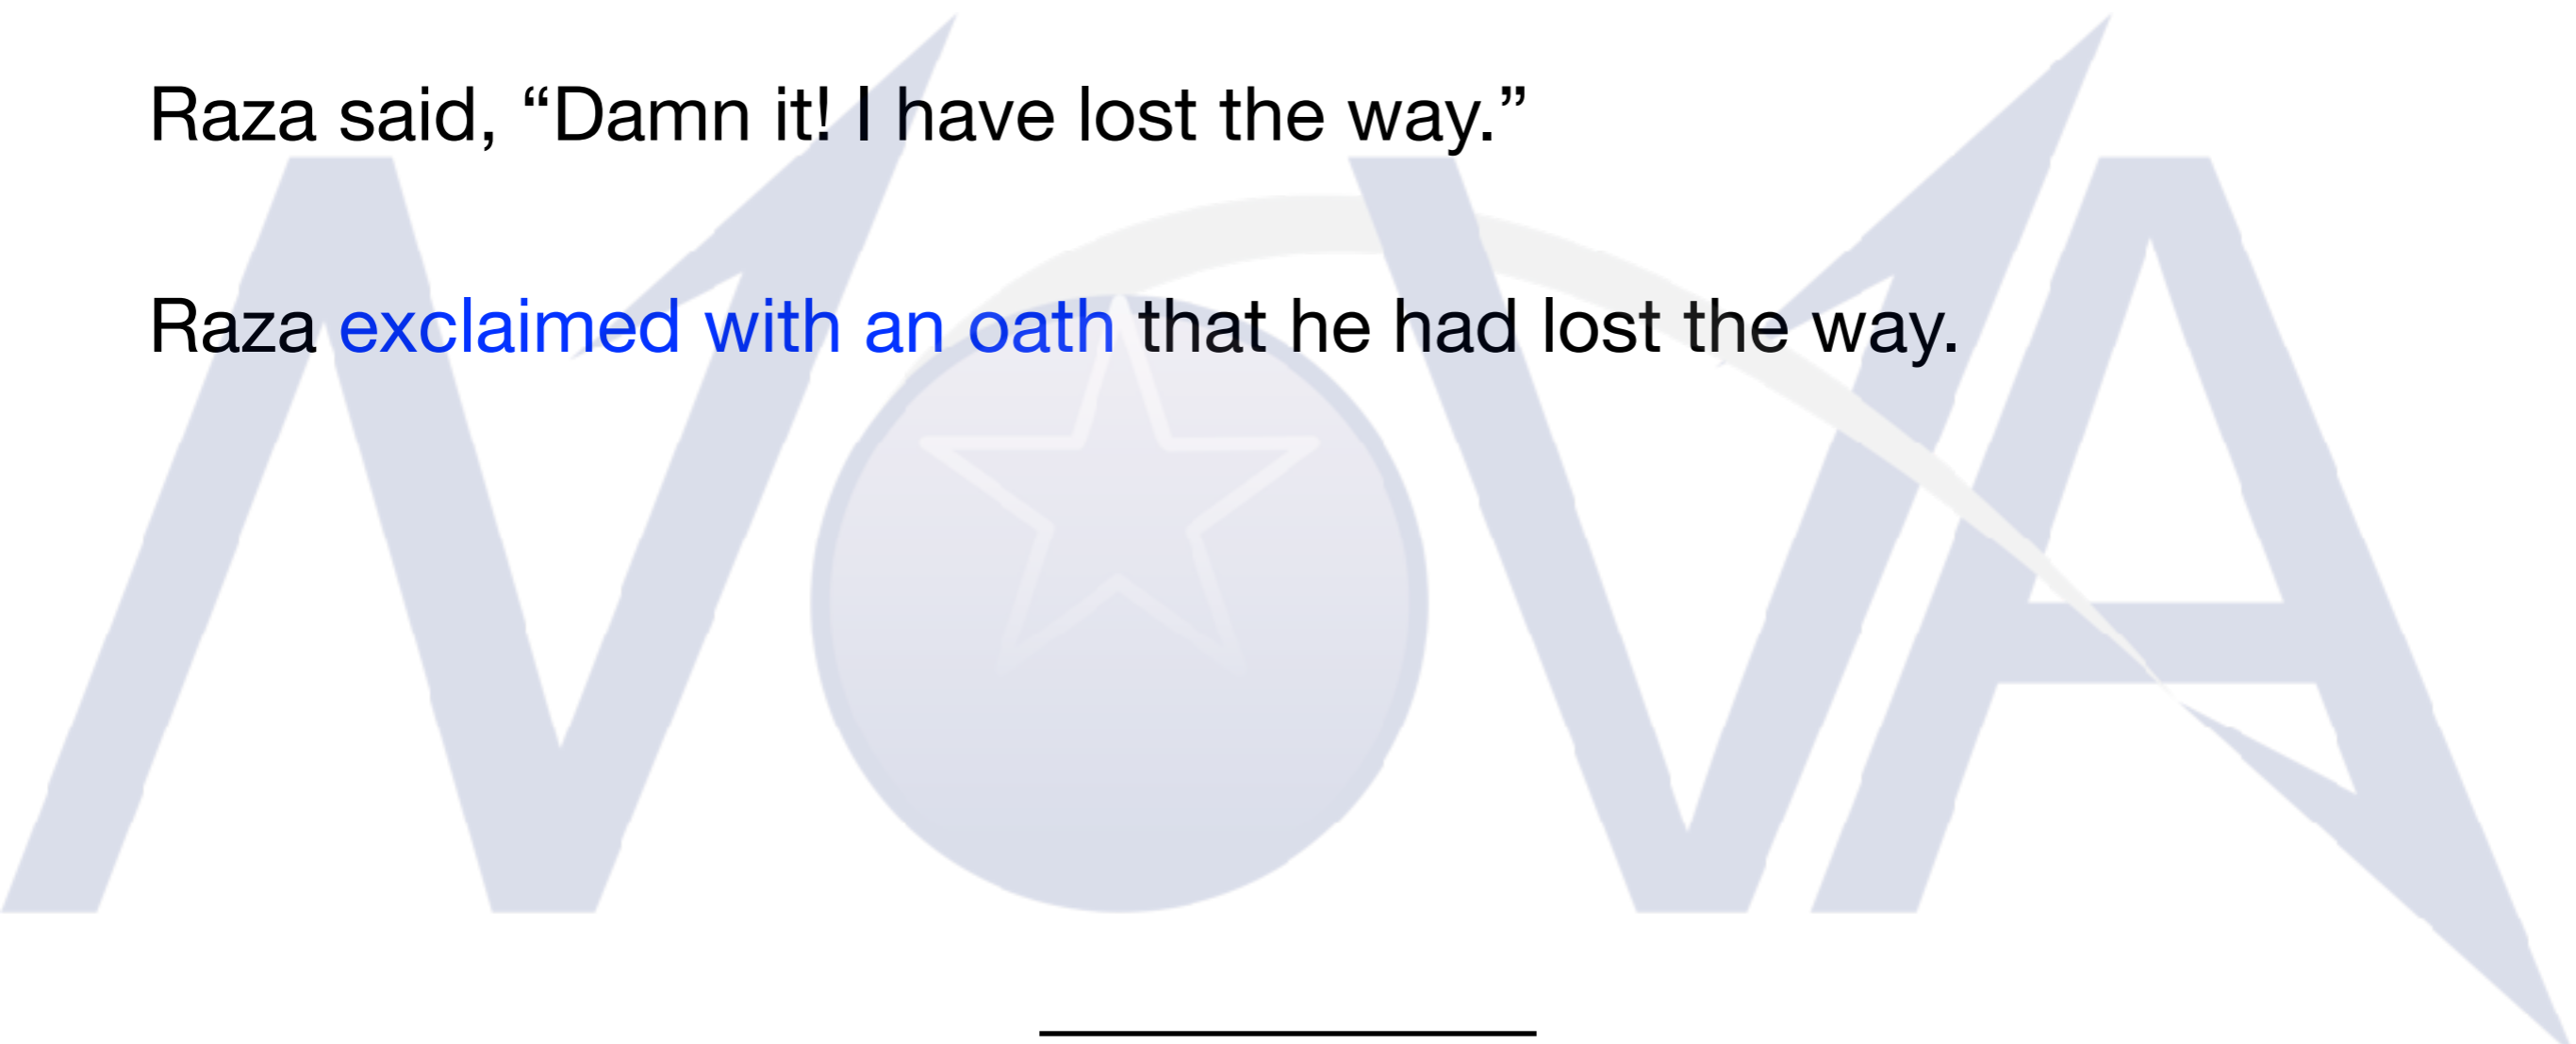 Raza said, “Damn it! I have lost the way.”
Raza exclaimed with an oath that he had lost the way.
NOVA